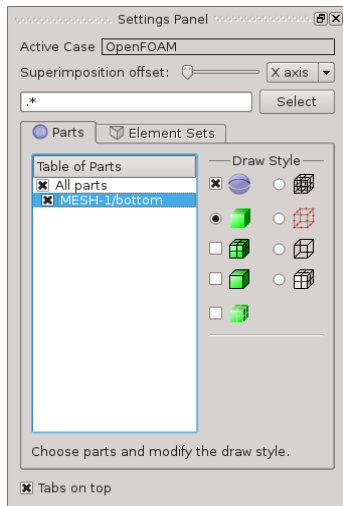 Settings Panel
Active Case OpenFOAM
Superimposition offset: X axis
.* Select
Parts Element Sets
Table of Parts
Draw Style
All parts
MESH-1/bottom
Choose parts and modify the draw style.
Tabs on top